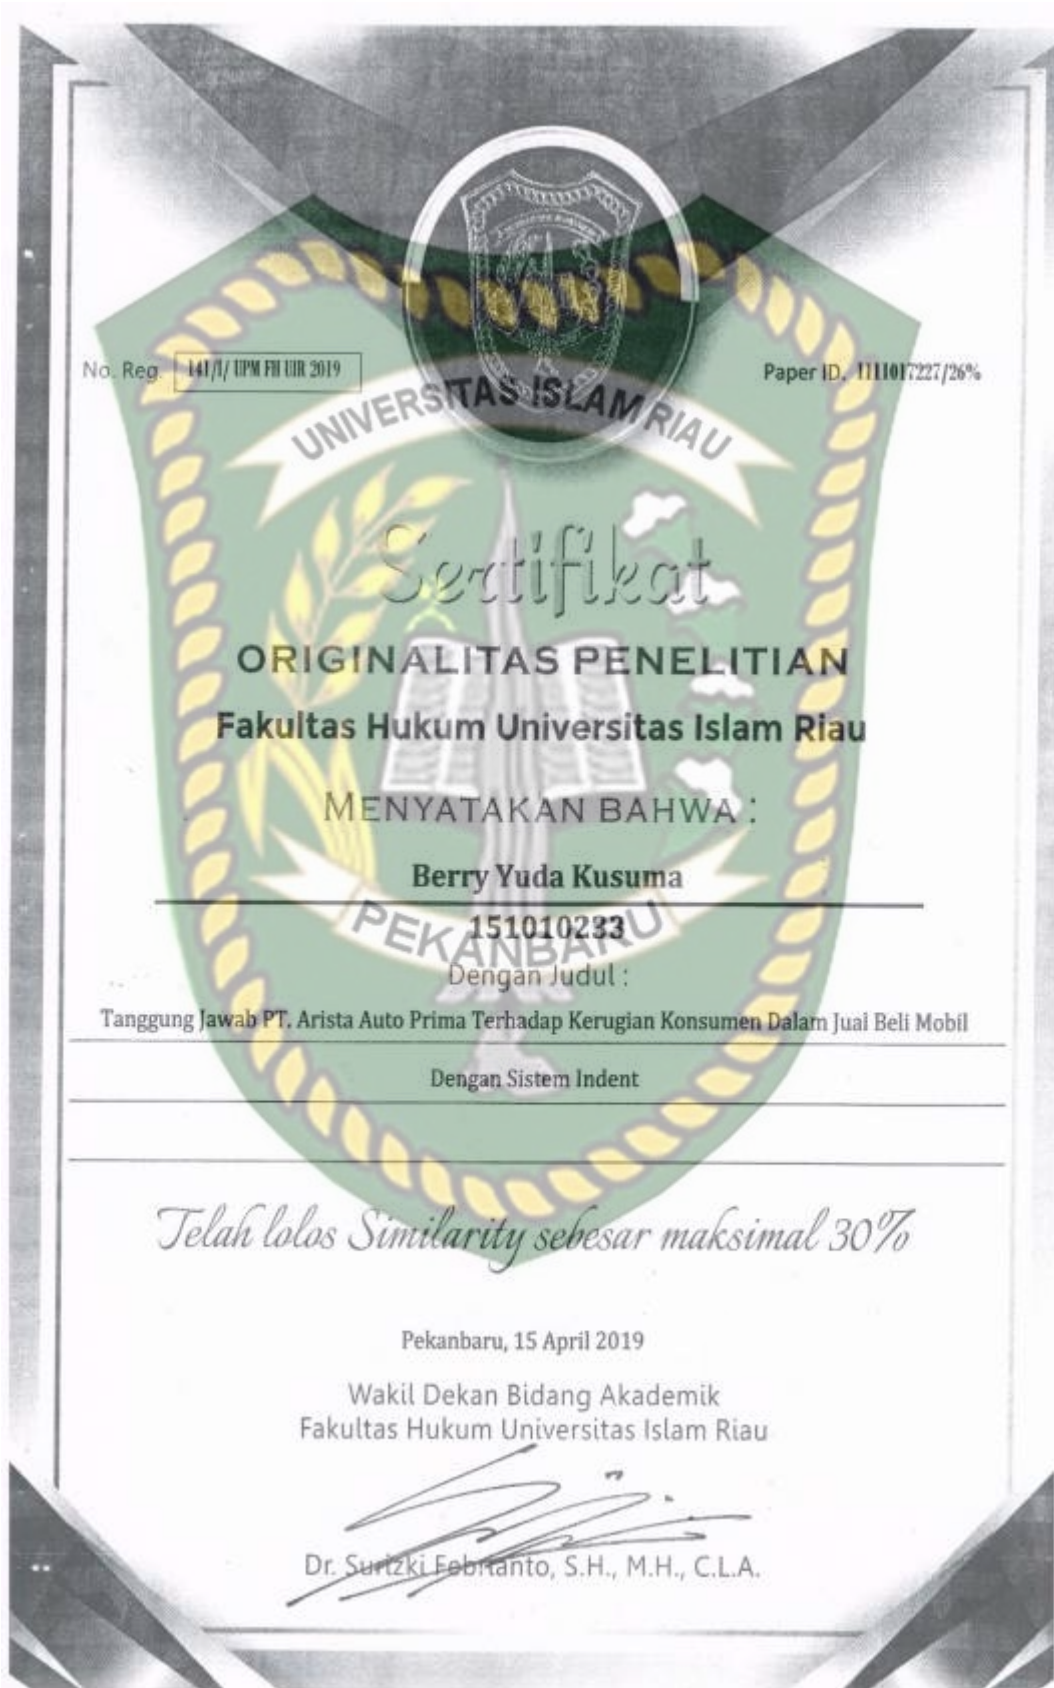 No. Reg. 141/I/ UPM FH UIR 2019
Paper ID. 1111017227/26%
UNIVERSITAS ISLAM RIAU
Sertifikat
ORIGINALITAS PENELITIAN
Fakultas Hukum Universitas Islam Riau
MENYATAKAN BAHWA :
Berry Yuda Kusuma
PEKANBARU
151010233
Dengan Judul :
Tanggung Jawab PT. Arista Auto Prima Terhadap Kerugian Konsumen Dalam Jual Beli Mobil
Dengan Sistem Indent
Telah lolos Similarity sebesar maksimal 30%
Pekanbaru, 15 April 2019
Wakil Dekan Bidang Akademik
Fakultas Hukum Universitas Islam Riau
Dr. Surizki Febrianto, S.H., M.H., C.L.A.